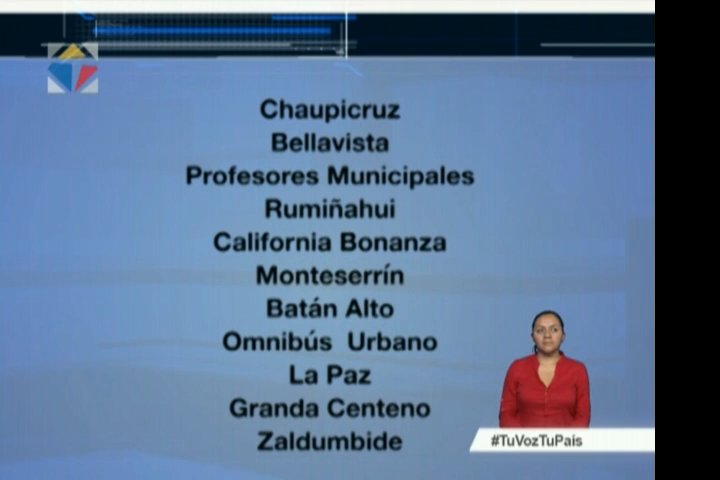 Chaupicruz
Bellavista
Profesores Municipales
Rumiñahui
California Bonanza
Monteserrín
Batán Alto
Omnibús Urbano
La Paz
Granda Centeno
Zaldumbide
#TuVozTuPaís